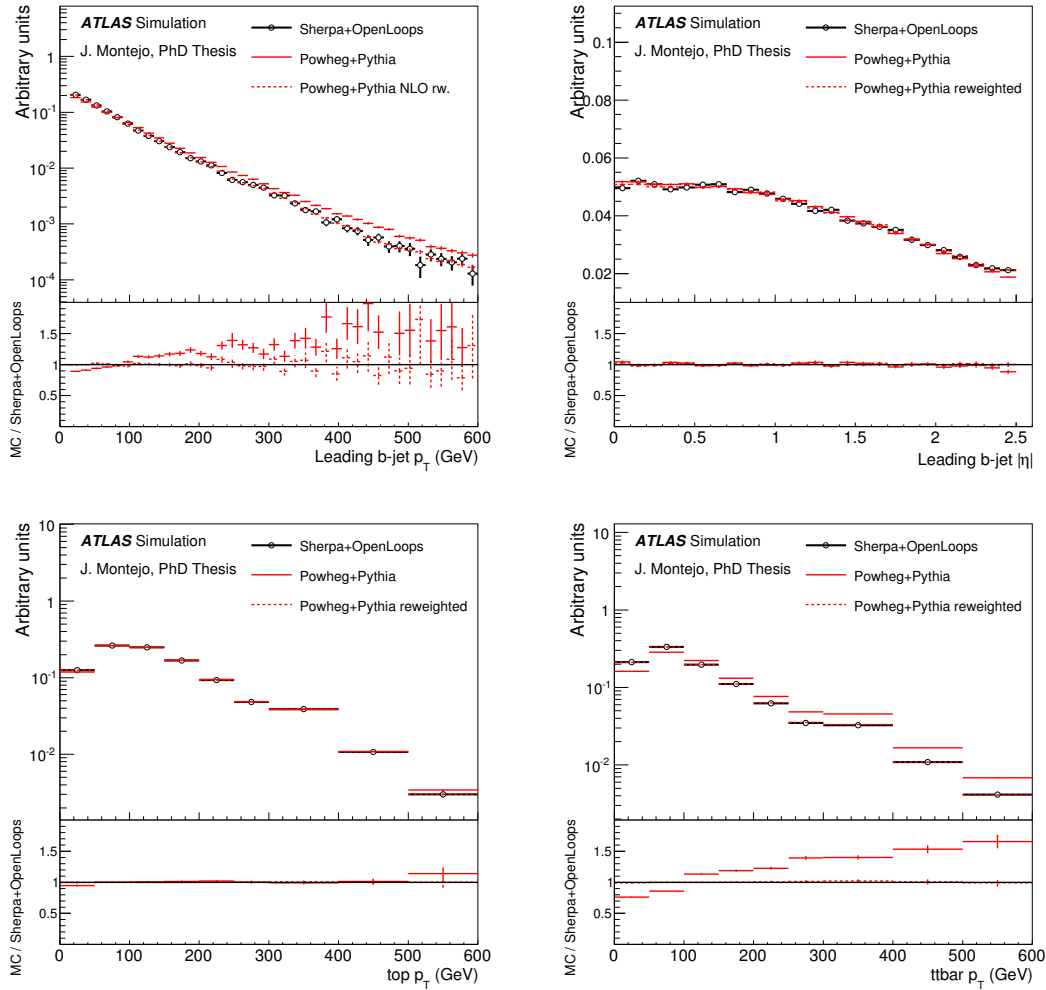 Arbitrary units
ATLAS Simulation
J. Montejo, PhD Thesis
Sherpa+OpenLoops
Powheg+Pythia
Powheg+Pythia NLO rw.
1
10⁻¹
10⁻²
10⁻³
10⁻⁴
MC / Sherpa+OpenLoops
1.5
1
0.5
0 100 200 300 400 500 600
Leading b-jet p_T (GeV)
Arbitrary units
ATLAS Simulation
J. Montejo, PhD Thesis
Sherpa+OpenLoops
Powheg+Pythia
Powheg+Pythia reweighted
0.1
0.08
0.06
0.04
0.02
MC / Sherpa+OpenLoops
1.5
1
0.5
0 0.5 1 1.5 2 2.5
Leading b-jet |η|
Arbitrary units
ATLAS Simulation
J. Montejo, PhD Thesis
Sherpa+OpenLoops
Powheg+Pythia
Powheg+Pythia reweighted
10
1
10⁻¹
10⁻²
MC / Sherpa+OpenLoops
1.5
1
0.5
0 100 200 300 400 500 600
top p_T (GeV)
Arbitrary units
ATLAS Simulation
J. Montejo, PhD Thesis
Sherpa+OpenLoops
Powheg+Pythia
Powheg+Pythia reweighted
10
1
10⁻¹
10⁻²
MC / Sherpa+OpenLoops
1.5
1
0.5
0 100 200 300 400 500 600
ttbar p_T (GeV)